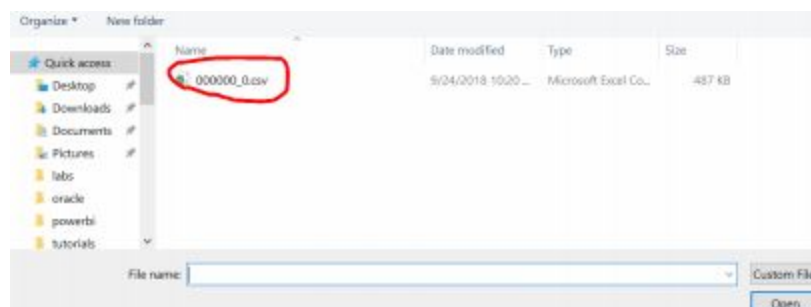 Organize New folder
Name Date modified Type Size
Quick access
Desktop
000000_0.csv 9/24/2018 10:20 ... Microsoft Excel Co... 487 KB
Downloads
Documents
Pictures
labs
oracle
powerbi
tutorials
File name: Custom File
Open